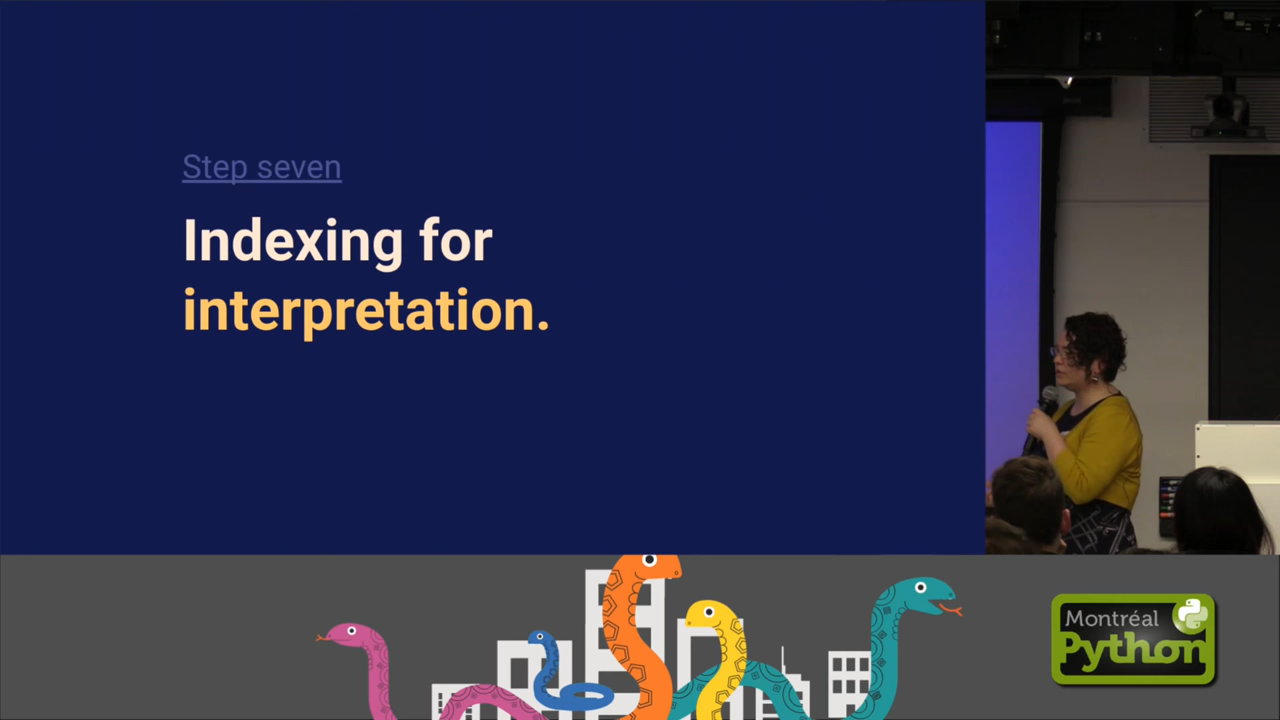 Step seven
Indexing for
interpretation.
Montréal
Python